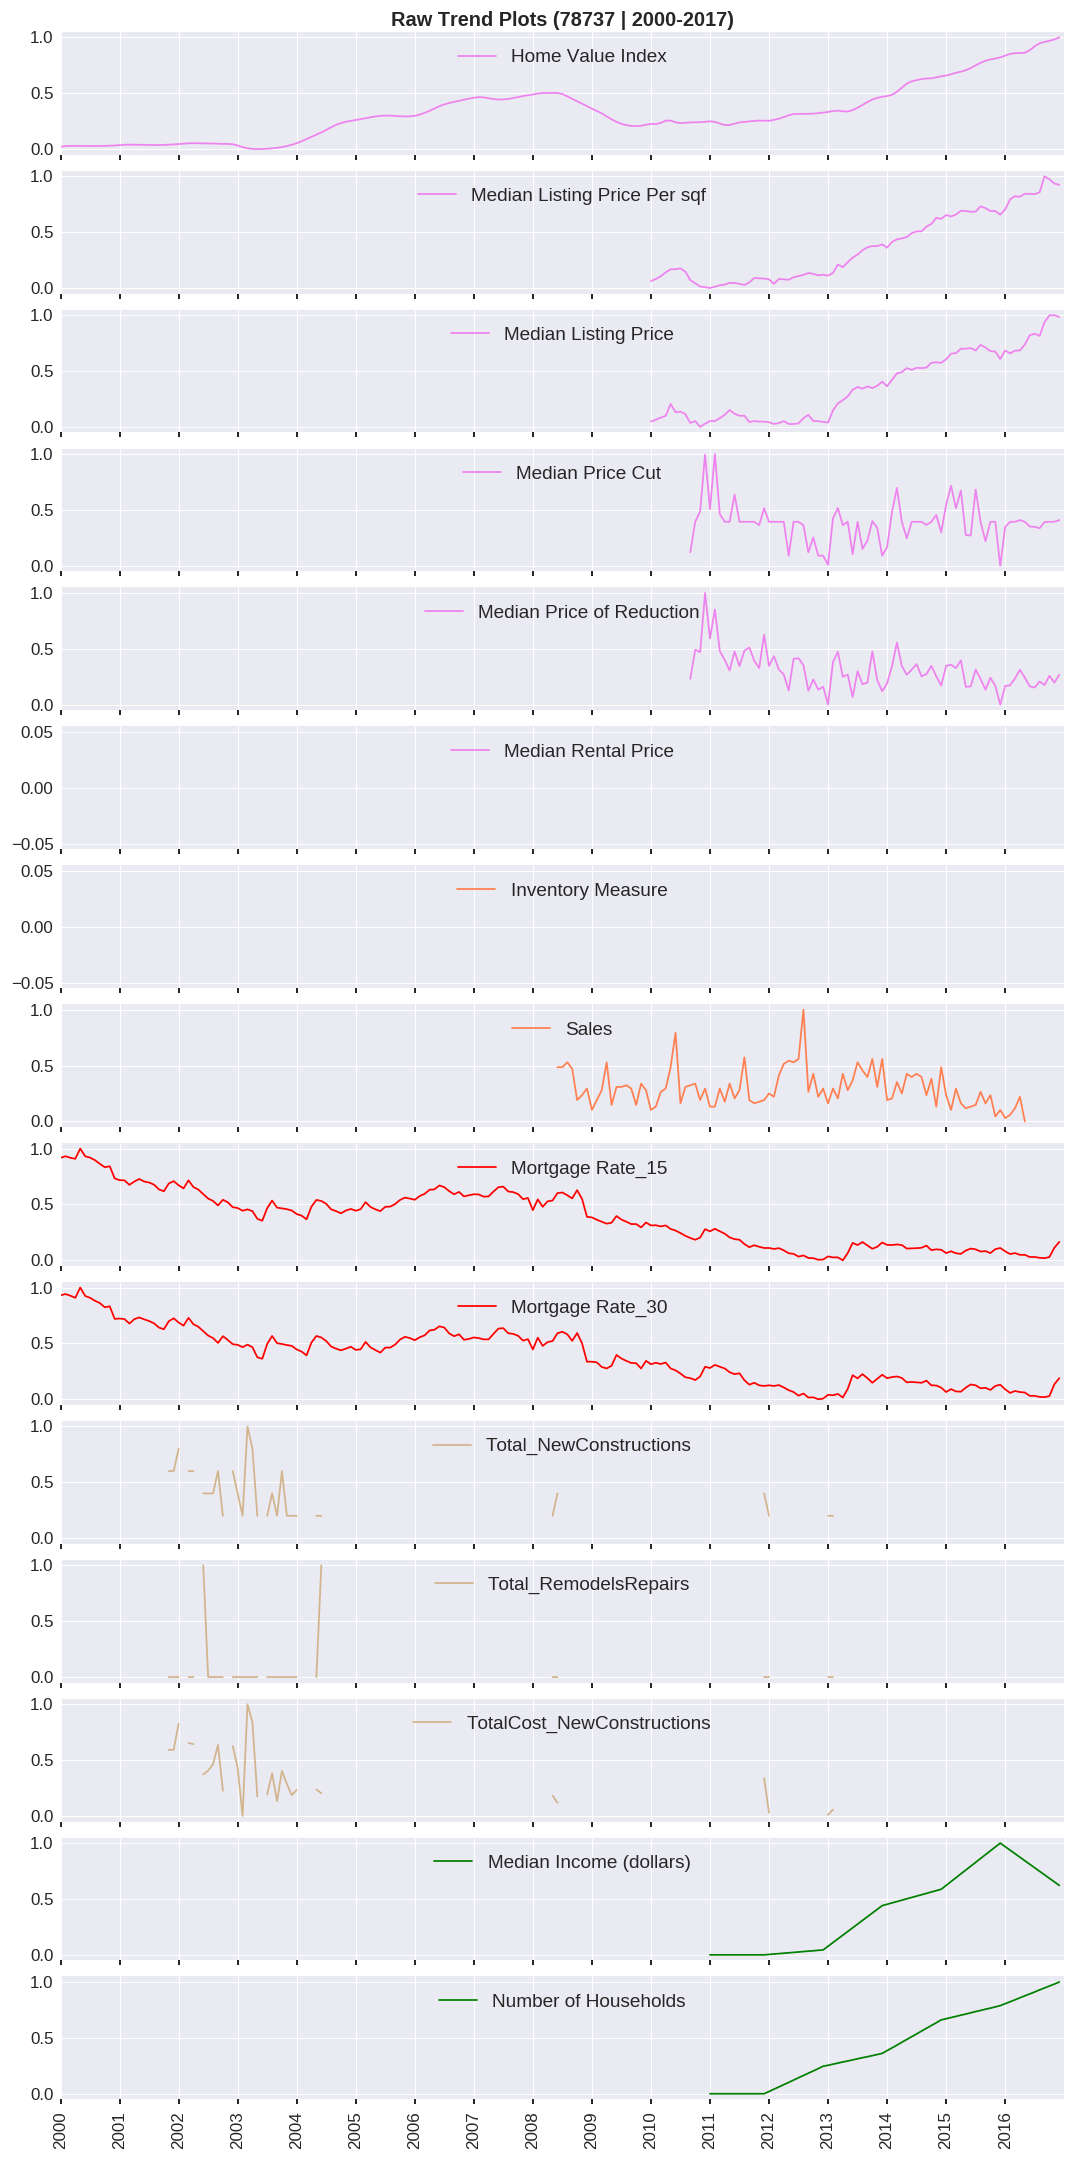 Raw Trend Plots (78737 | 2000-2017)
1.0
Home Value Index
0.5
0.0
1.0
Median Listing Price Per sqf
0.5
0.0
1.0
Median Listing Price
0.5
0.0
1.0
Median Price Cut
0.5
0.0
1.0
Median Price of Reduction
0.5
0.0
0.05
Median Rental Price
0.00
−0.05
0.05
Inventory Measure
0.00
−0.05
1.0
Sales
0.5
0.0
1.0
Mortgage Rate_15
0.5
0.0
1.0
Mortgage Rate_30
0.5
0.0
1.0
Total_NewConstructions
0.5
0.0
1.0
Total_RemodelsRepairs
0.5
0.0
1.0
TotalCost_NewConstructions
0.5
0.0
1.0
Median Income (dollars)
0.5
0.0
1.0
Number of Households
0.5
0.0
2000 2001 2002 2003 2004 2005 2006 2007 2008 2009 2010 2011 2012 2013 2014 2015 2016